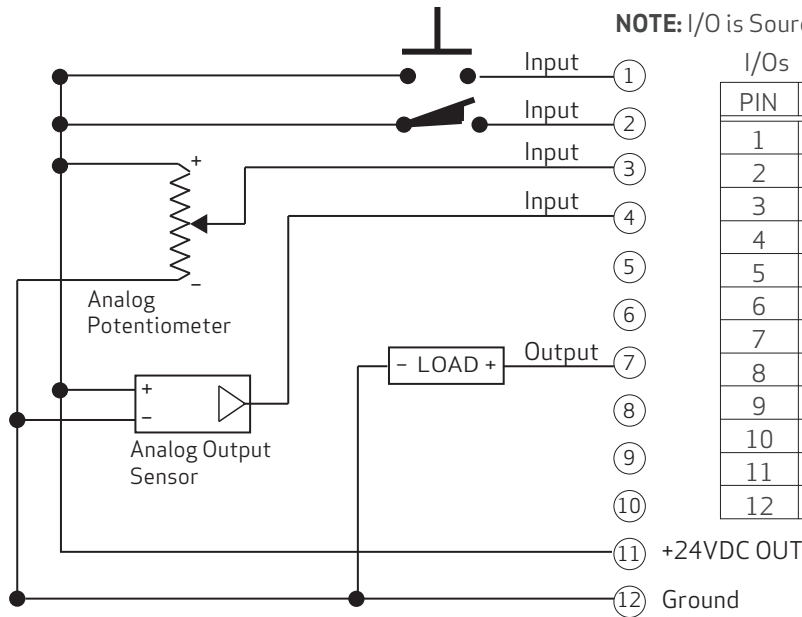 NOTE: I/O is Sour
Input
1
Input
2
Input
3
Input
4
5
6
Output
7
8
9
10
11 +24VDC OUT
12 Ground
+
−
Analog
Potentiometer
− LOAD +
+
−
Analog Output
Sensor
I/Os
PIN
1
2
3
4
5
6
7
8
9
10
11
12